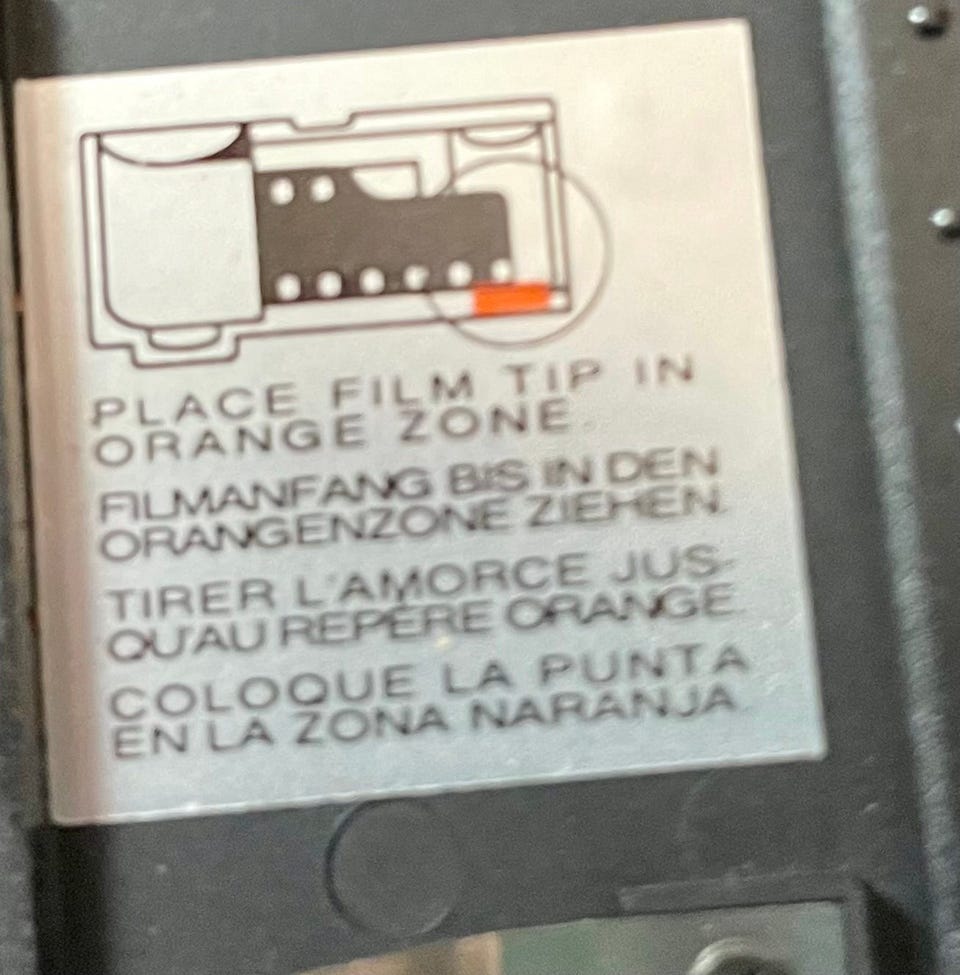 PLACE FILM TIP IN
ORANGE ZONE.
FILMANFANG BIS IN DEN
ORANGENZONE ZIEHEN.
TIRER L'AMORCE JUS-
QU'AU REPÈRE ORANGE.
COLOQUE LA PUNTA
EN LA ZONA NARANJA.